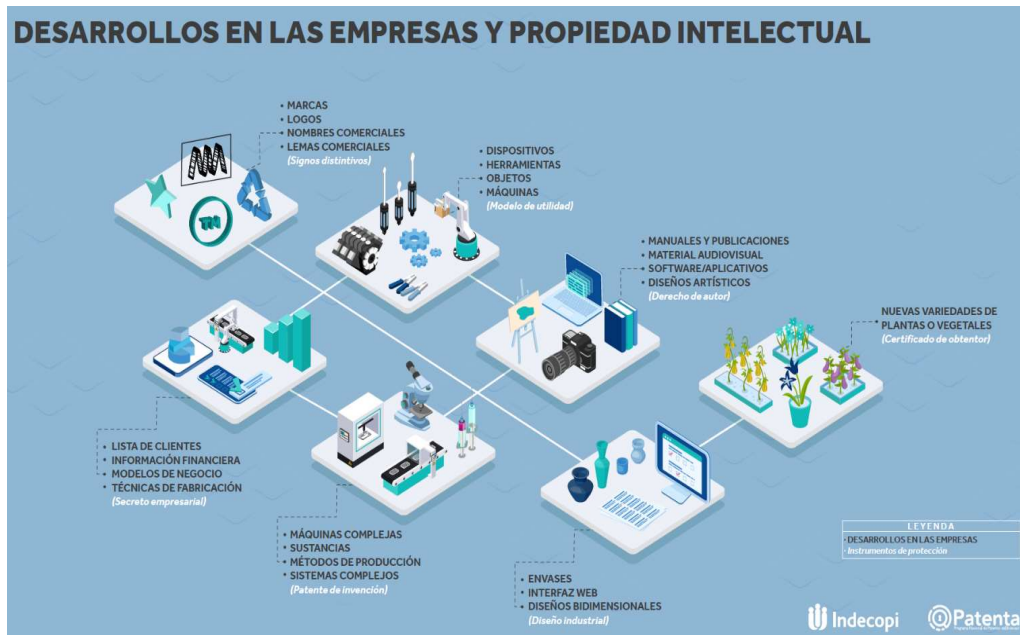 DESARROLLOS EN LAS EMPRESAS Y PROPIEDAD INTELECTUAL
• MARCAS
• LOGOS
• NOMBRES COMERCIALES
• LEMAS COMERCIALES
(Signos distintivos)
• DISPOSITIVOS
• HERRAMIENTAS
• OBJETOS
• MÁQUINAS
(Modelo de utilidad)
• MANUALES Y PUBLICACIONES
• MATERIAL AUDIOVISUAL
• SOFTWARE/APLICATIVOS
• DISEÑOS ARTÍSTICOS
(Derecho de autor)
NUEVAS VARIEDADES DE
• PLANTAS O VEGETALES
(Certificado de obtentor)
• LISTA DE CLIENTES
• INFORMACIÓN FINANCIERA
• MODELOS DE NEGOCIO
• TÉCNICAS DE FABRICACIÓN
(Secreto empresarial)
• MÁQUINAS COMPLEJAS
• SUSTANCIAS
• MÉTODOS DE PRODUCCIÓN
• SISTEMAS COMPLEJOS
(Patente de invención)
• ENVASES
• INTERFAZ WEB
• DISEÑOS BIDIMENSIONALES
(Diseño industrial)
LEYENDA
· DESARROLLOS EN LAS EMPRESAS
· Instrumentos de protección
Indecopi
Patenta